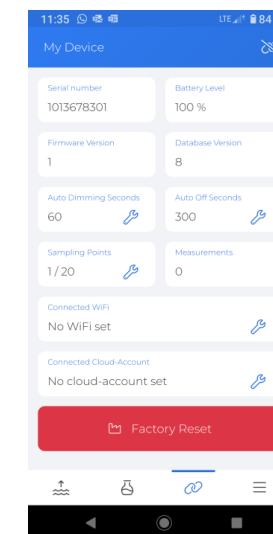 11:35 LTE 84
My Device
Serial number Battery Level
1013678301 100 %
Firmware Version Database Version
1 8
Auto Dimming Seconds Auto Off Seconds
60 300
Sampling Points Measurements
1 / 20 0
Connected WiFi
No WiFi set
Connected Cloud-Account
No cloud-account set
Factory Reset